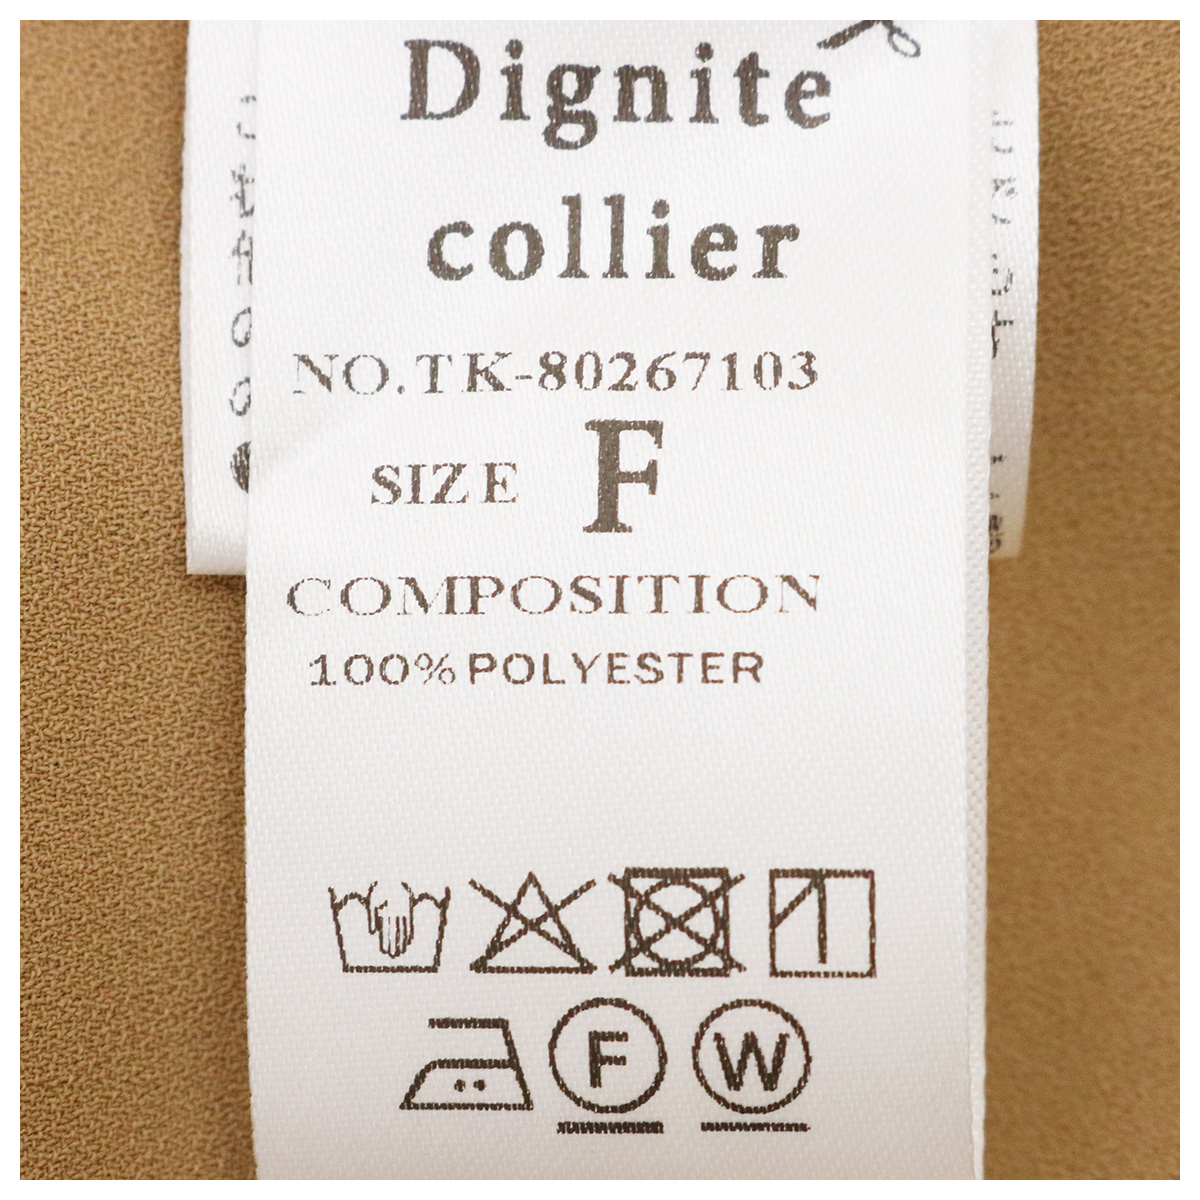 Dignite
collier
NO.TK-80267103
SIZE F
COMPOSITION
100%POLYESTER
F W